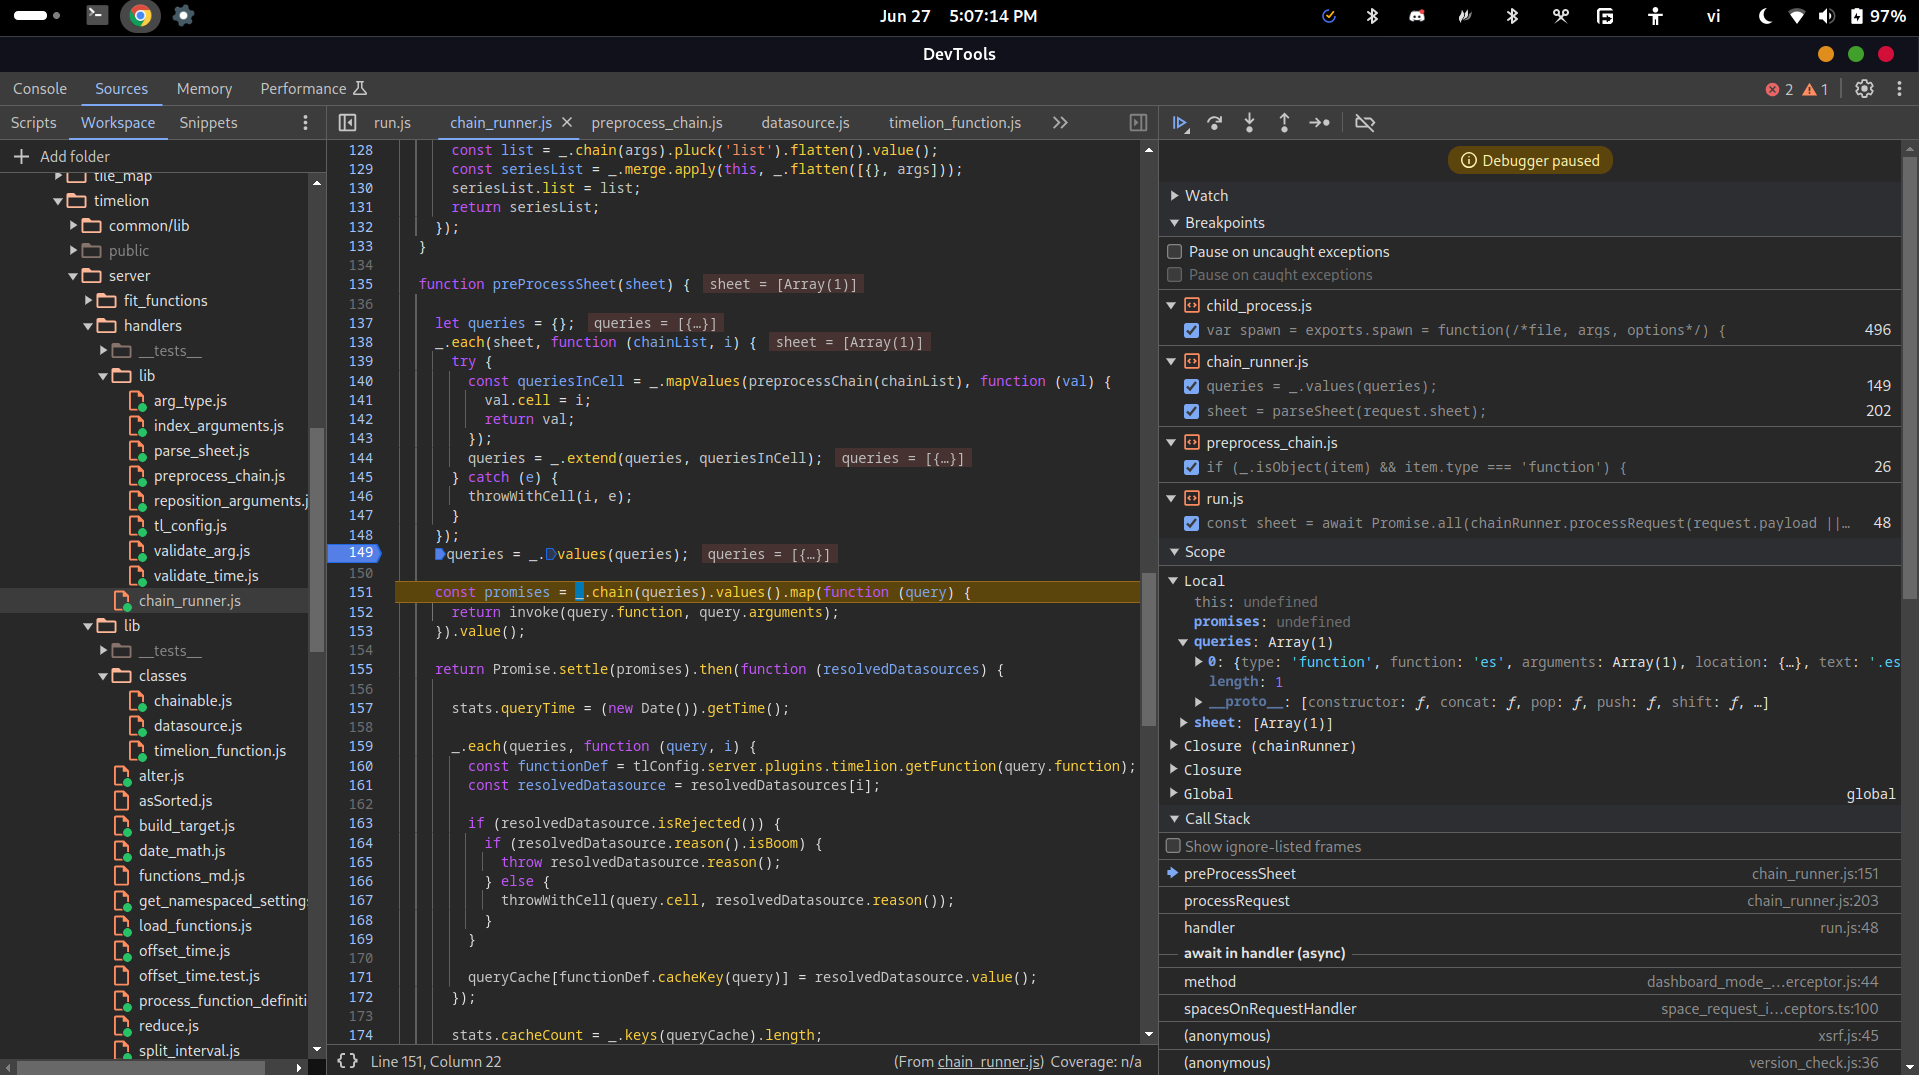 Jun 27 5:07:14 PM
vi
97%
DevTools
Console Sources Memory Performance
2 1
Scripts Workspace Snippets
Add folder
tile_map
timelion
common/lib
public
server
fit_functions
handlers
__tests__
lib
arg_type.js
index_arguments.js
parse_sheet.js
preprocess_chain.js
reposition_arguments.j
tl_config.js
validate_arg.js
validate_time.js
chain_runner.js
lib
__tests__
classes
chainable.js
datasource.js
timelion_function.js
alter.js
asSorted.js
build_target.js
date_math.js
functions_md.js
get_namespaced_setting
load_functions.js
offset_time.js
offset_time.test.js
process_function_definiti
reduce.js
split_interval.js
run.js chain_runner.js preprocess_chain.js datasource.js timelion_function.js
128 const list = _.chain(args).pluck('list').flatten().value();
129 const seriesList = _.merge.apply(this, _.flatten([{}, args]));
130 seriesList.list = list;
131 return seriesList;
132 });
133 }
134
135 function preProcessSheet(sheet) { sheet = [Array(1)]
136
137 let queries = {}; queries = [{…}]
138 _.each(sheet, function (chainList, i) { sheet = [Array(1)]
139 try {
140 const queriesInCell = _.mapValues(preprocessChain(chainList), function (val) {
141 val.cell = i;
142 return val;
143 });
144 queries = _.extend(queries, queriesInCell); queries = [{…}]
145 } catch (e) {
146 throwWithCell(i, e);
147 }
148 });
149 queries = _.values(queries); queries = [{…}]
150
151 const promises = _.chain(queries).values().map(function (query) {
152 return invoke(query.function, query.arguments);
153 }).value();
154
155 return Promise.settle(promises).then(function (resolvedDatasources) {
156
157 stats.queryTime = (new Date()).getTime();
158
159 _.each(queries, function (query, i) {
160 const functionDef = tlConfig.server.plugins.timelion.getFunction(query.function);
161 const resolvedDatasource = resolvedDatasources[i];
162
163 if (resolvedDatasource.isRejected()) {
164 if (resolvedDatasource.reason().isBoom) {
165 throw resolvedDatasource.reason();
166 } else {
167 throwWithCell(query.cell, resolvedDatasource.reason());
168 }
169 }
170
171 queryCache[functionDef.cacheKey(query)] = resolvedDatasource.value();
172 });
173
174 stats.cacheCount = _.keys(queryCache).length;
{} Line 151, Column 22 (From chain_runner.js) Coverage: n/a
Debugger paused
Watch
Breakpoints
Pause on uncaught exceptions
Pause on caught exceptions
child_process.js
var spawn = exports.spawn = function(/*file, args, options*/) { 496
chain_runner.js
queries = _.values(queries); 149
sheet = parseSheet(request.sheet); 202
preprocess_chain.js
if (_.isObject(item) && item.type === 'function') { 26
run.js
const sheet = await Promise.all(chainRunner.processRequest(request.payload ||… 48
Scope
Local
this: undefined
promises: undefined
queries: Array(1)
0: {type: 'function', function: 'es', arguments: Array(1), location: {…}, text: '.es
length: 1
__proto__: [constructor: ƒ, concat: ƒ, pop: ƒ, push: ƒ, shift: ƒ, …]
sheet: [Array(1)]
Closure (chainRunner)
Closure
Global global
Call Stack
Show ignore-listed frames
preProcessSheet chain_runner.js:151
processRequest chain_runner.js:203
handler run.js:48
await in handler (async)
method dashboard_mode_…erceptor.js:44
spacesOnRequestHandler space_request_i…ceptors.ts:100
(anonymous) xsrf.js:45
(anonymous) version_check.js:36